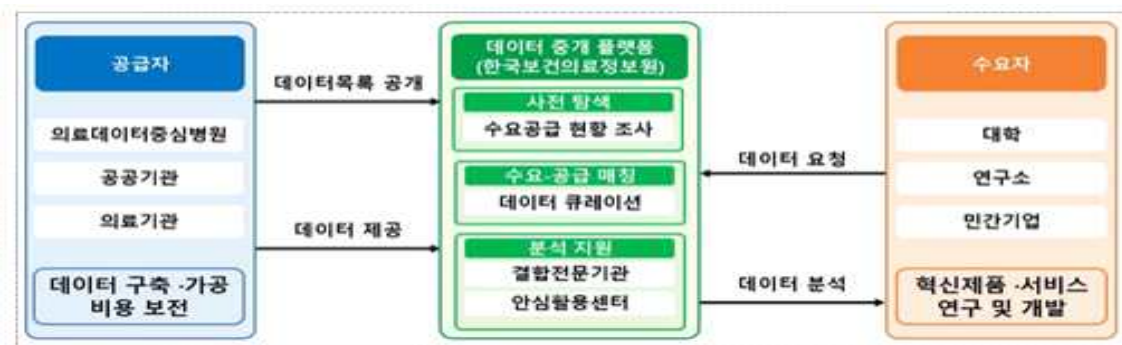 공급자
의료데이터중심병원
공공기관
의료기관
데이터 구축 ·가공
비용 보전
데이터목록 공개
데이터 제공
데이터 중개 플랫폼
(한국보건의료정보원)
사전 탐색
수요공급 현황 조사
수요-공급 매칭
데이터 큐레이션
분석 지원
결합전문기관
안심활용센터
데이터 요청
데이터 분석
수요자
대학
연구소
민간기업
혁신제품 ·서비스
연구 및 개발